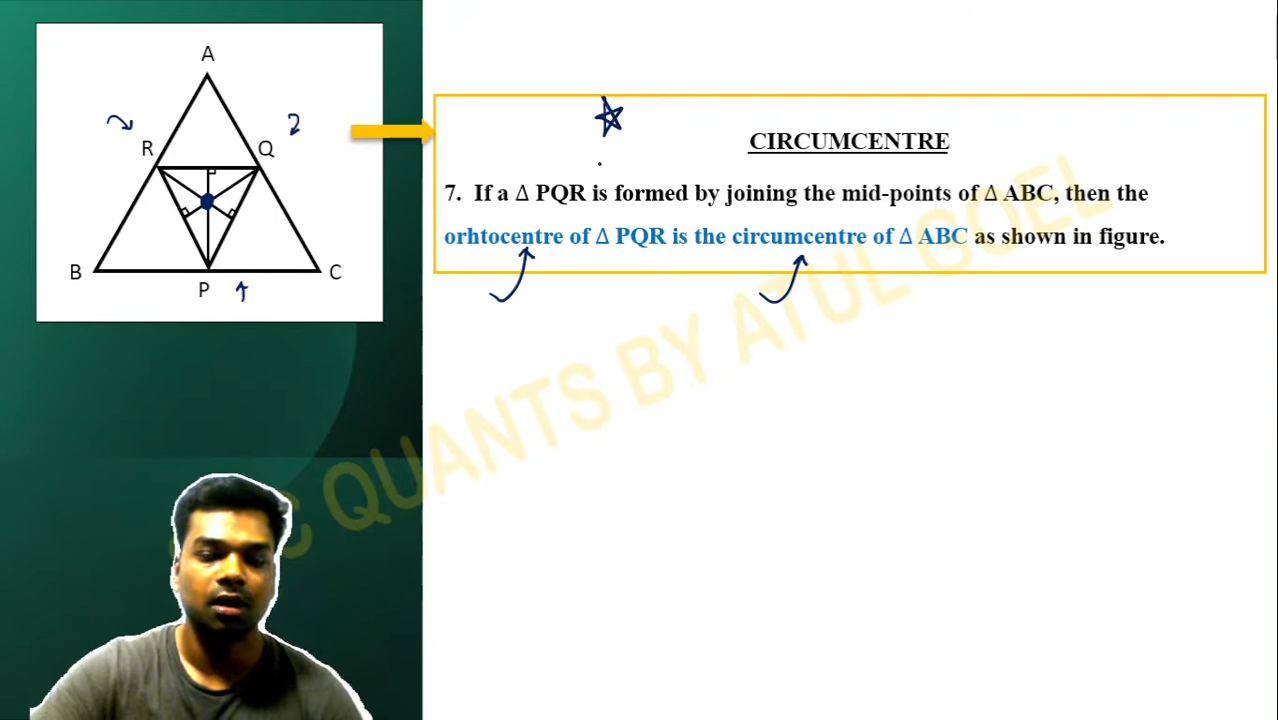 A
R
Q
B
P
C
CIRCUMCENTRE
7. If a Δ PQR is formed by joining the mid-points of Δ ABC, then the
orhtocentre of Δ PQR is the circumcentre of Δ ABC as shown in figure.
QUANTS BY ATUL GOEL